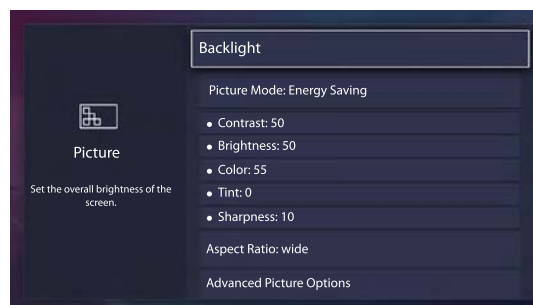 Picture
Set the overall brightness of the
screen.
Backlight
Picture Mode: Energy Saving
• Contrast: 50
• Brightness: 50
• Color: 55
• Tint: 0
• Sharpness: 10
Aspect Ratio: wide
Advanced Picture Options